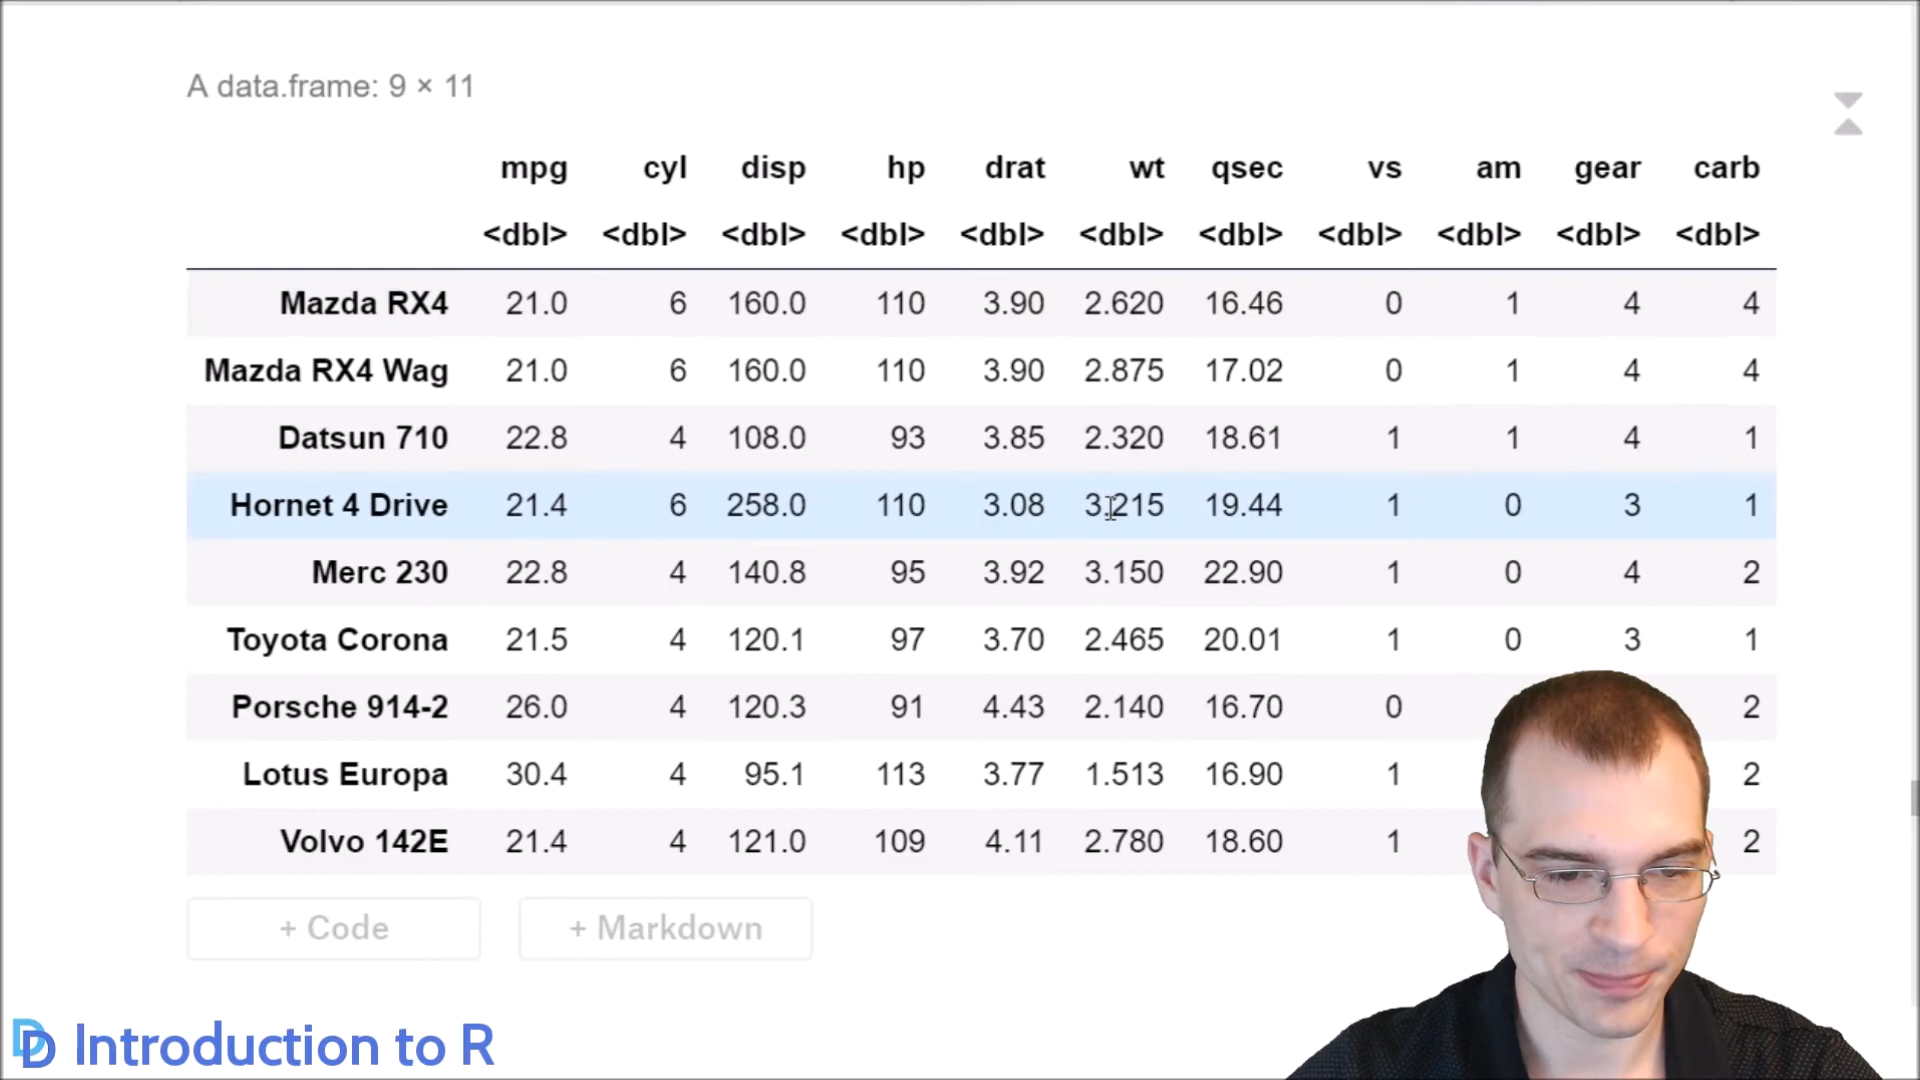 A data.frame: 9 × 11
mpg cyl disp hp drat wt qsec vs am gear carb
<dbl> <dbl> <dbl> <dbl> <dbl> <dbl> <dbl> <dbl> <dbl> <dbl> <dbl>
Mazda RX4 21.0 6 160.0 110 3.90 2.620 16.46 0 1 4 4
Mazda RX4 Wag 21.0 6 160.0 110 3.90 2.875 17.02 0 1 4 4
Datsun 710 22.8 4 108.0 93 3.85 2.320 18.61 1 1 4 1
Hornet 4 Drive 21.4 6 258.0 110 3.08 3.215 19.44 1 0 3 1
Merc 230 22.8 4 140.8 95 3.92 3.150 22.90 1 0 4 2
Toyota Corona 21.5 4 120.1 97 3.70 2.465 20.01 1 0 3 1
Porsche 914-2 26.0 4 120.3 91 4.43 2.140 16.70 0 2
Lotus Europa 30.4 4 95.1 113 3.77 1.513 16.90 1 2
Volvo 142E 21.4 4 121.0 109 4.11 2.780 18.60 1 2
+ Code + Markdown
Introduction to R